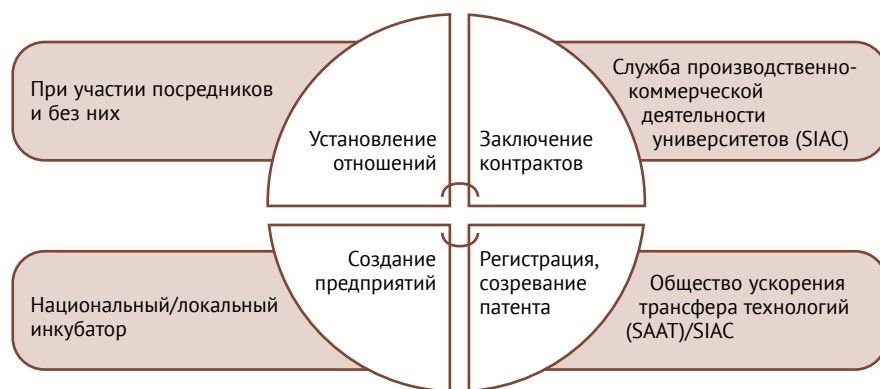 При участии посредников
и без них
Установление
отношений
Заключение
контрактов
Служба производственно-
коммерческой
деятельности
университетов (SIAC)
Национальный/локальный
инкубатор
Создание
предприятий
Регистрация,
созревание
патента
Общество ускорения
трансфера технологий
(SAAT)/SIAC